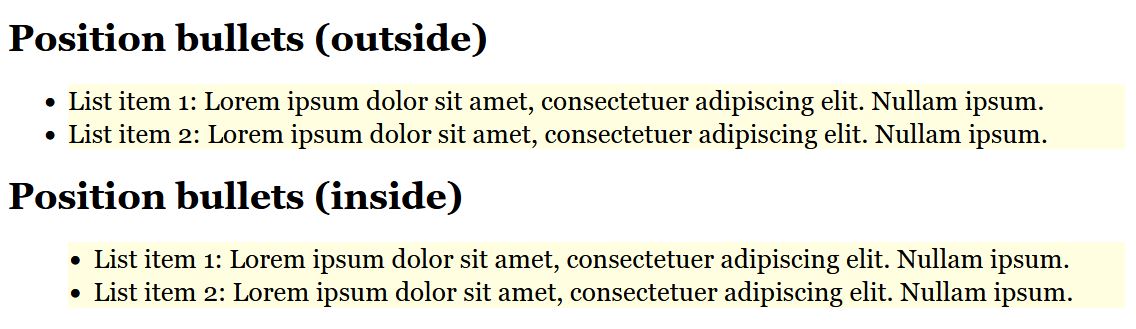 Position bullets (outside)
• List item 1: Lorem ipsum dolor sit amet, consectetuer adipiscing elit. Nullam ipsum.
• List item 2: Lorem ipsum dolor sit amet, consectetuer adipiscing elit. Nullam ipsum.
Position bullets (inside)
• List item 1: Lorem ipsum dolor sit amet, consectetuer adipiscing elit. Nullam ipsum.
• List item 2: Lorem ipsum dolor sit amet, consectetuer adipiscing elit. Nullam ipsum.